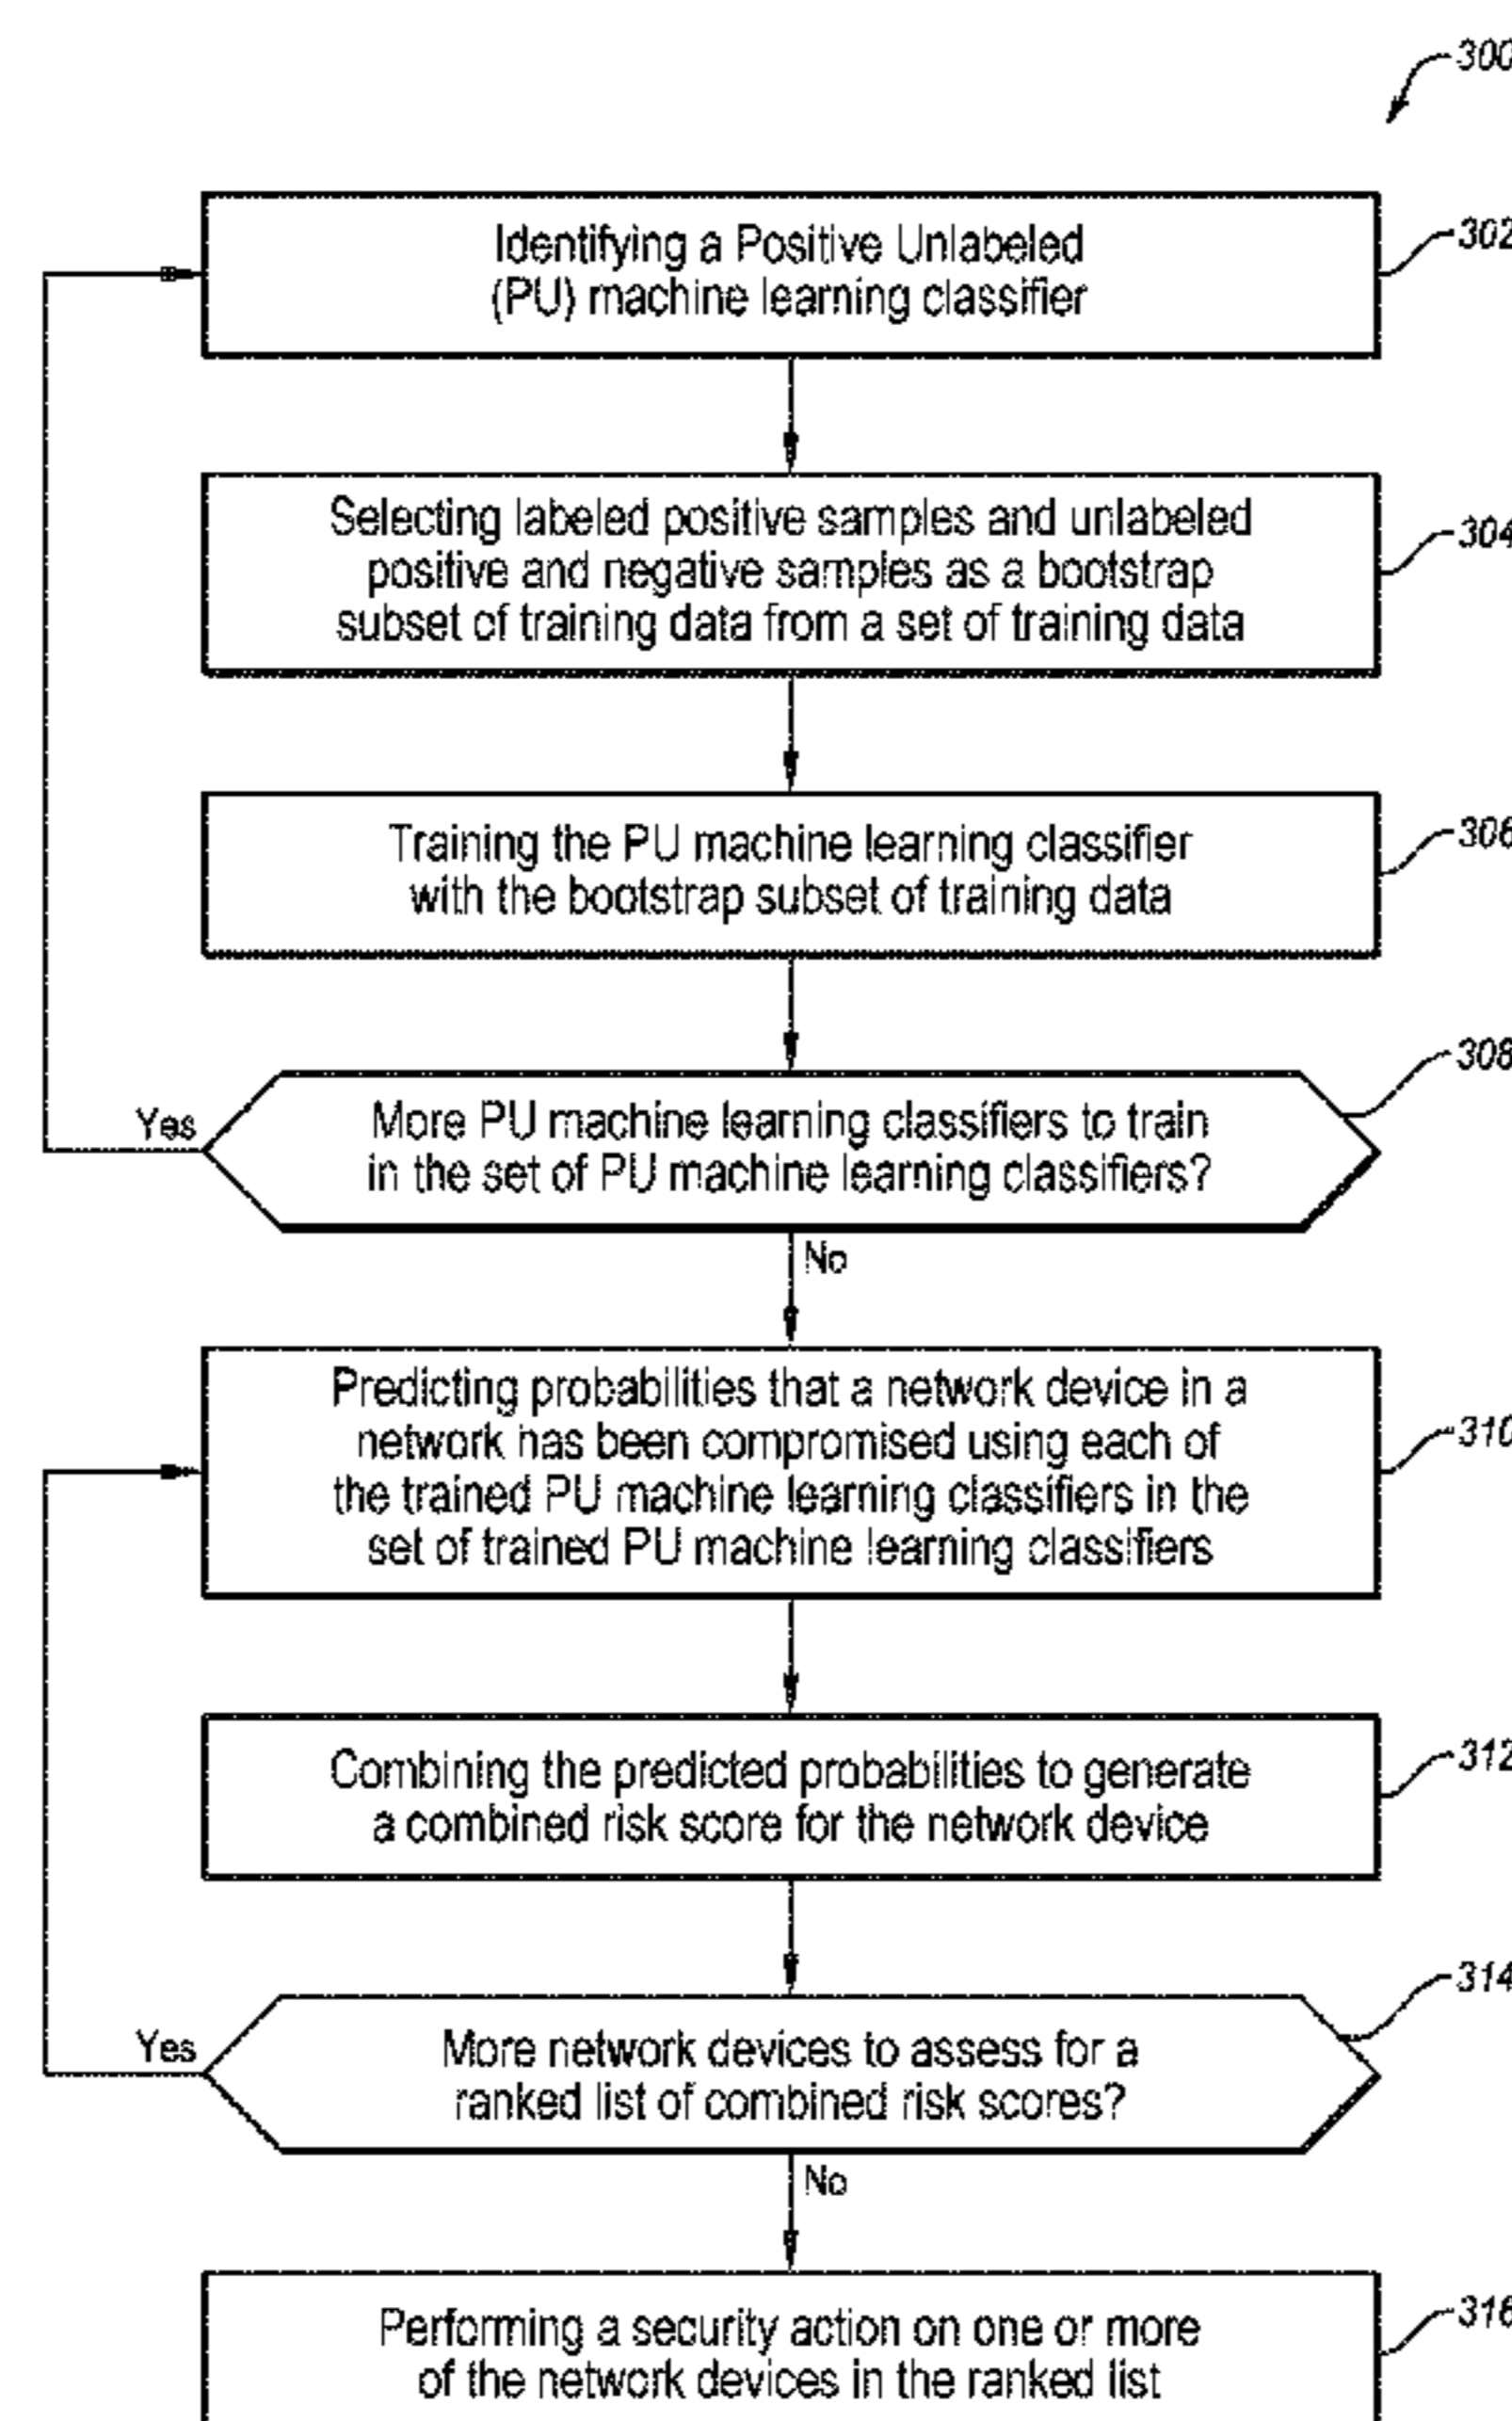 300
Identifying a Positive Unlabeled
(PU) machine learning classifier
302
Selecting labeled positive samples and unlabeled
positive and negative samples as a bootstrap
subset of training data from a set of training data
304
Training the PU machine learning classifier
with the bootstrap subset of training data
306
More PU machine learning classifiers to train
in the set of PU machine learning classifiers?
308
Yes
No
Predicting probabilities that a network device in a
network has been compromised using each of
the trained PU machine learning classifiers in the
set of trained PU machine learning classifiers
310
Combining the predicted probabilities to generate
a combined risk score for the network device
312
More network devices to assess for a
ranked list of combined risk scores?
314
Yes
No
Performing a security action on one or more
of the network devices in the ranked list
316